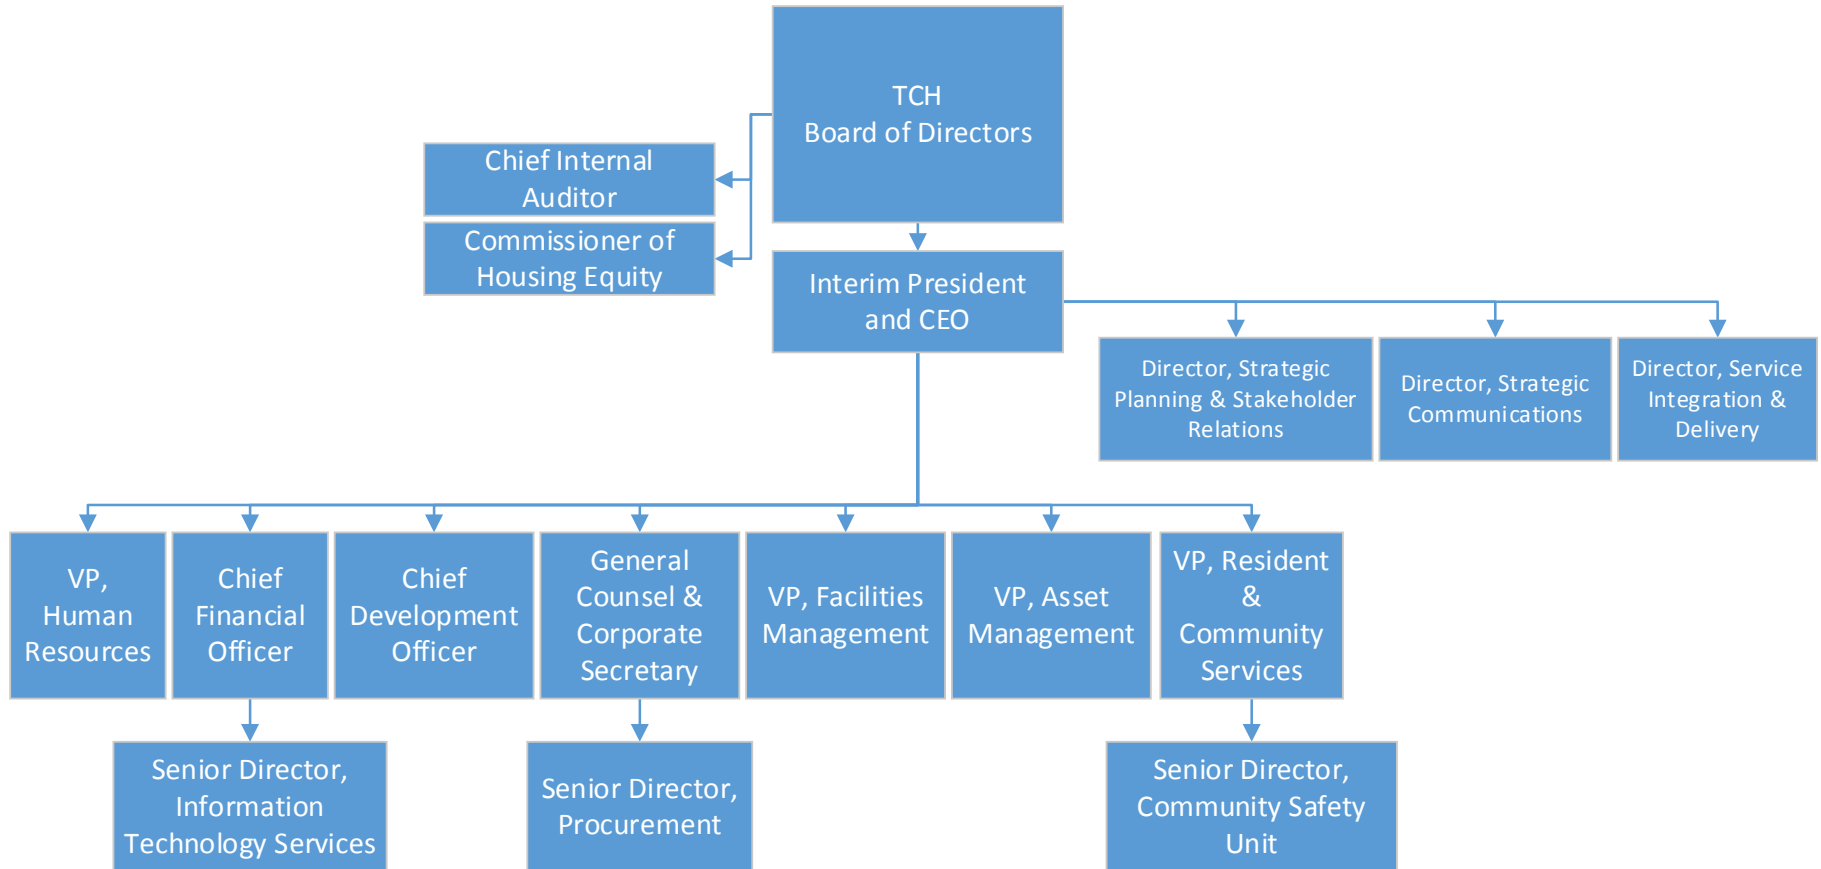 TCH
Board of Directors
Chief Internal
Auditor
Commissioner of
Housing Equity
Interim President
and CEO
Director, Strategic
Planning & Stakeholder
Relations
Director, Strategic
Communications
Director, Service
Integration &
Delivery
VP,
Human
Resources
Chief
Financial
Officer
Chief
Development
Officer
General
Counsel &
Corporate
Secretary
VP, Facilities
Management
VP, Asset
Management
VP, Resident
&
Community
Services
Senior Director,
Information
Technology Services
Senior Director,
Procurement
Senior Director,
Community Safety
Unit